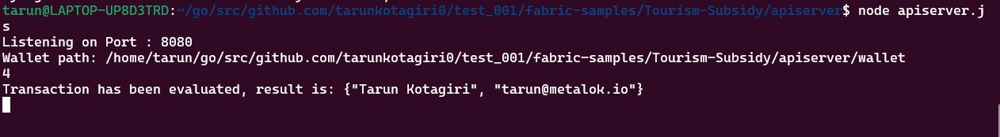 tarun@LAPTOP-UP8D3TRD:~/go/src/github.com/tarunkotagiri0/test_001/fabric-samples/Tourism-Subsidy/apiserver$ node apiserver.j
s
Listening on Port : 8080
Wallet path: /home/tarun/go/src/github.com/tarunkotagiri0/test_001/fabric-samples/Tourism-Subsidy/apiserver/wallet
4
Transaction has been evaluated, result is: {"Tarun Kotagiri", "tarun@metalok.io"}